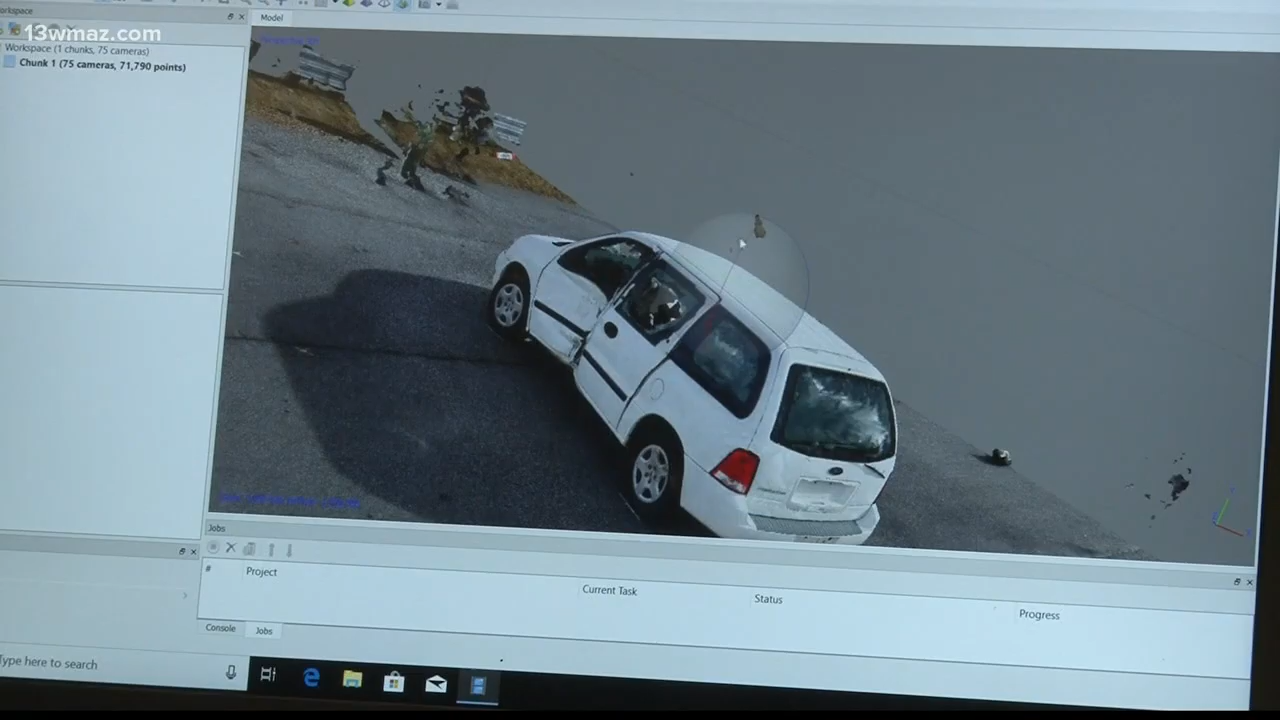 orkspace
Model
13wmaz.com
Workspace (1 chunks, 75 cameras)
Chunk 1 (75 cameras, 71,790 points)
Jobs
#
Project
Current Task
Status
Progress
Console
Jobs
Type here to search